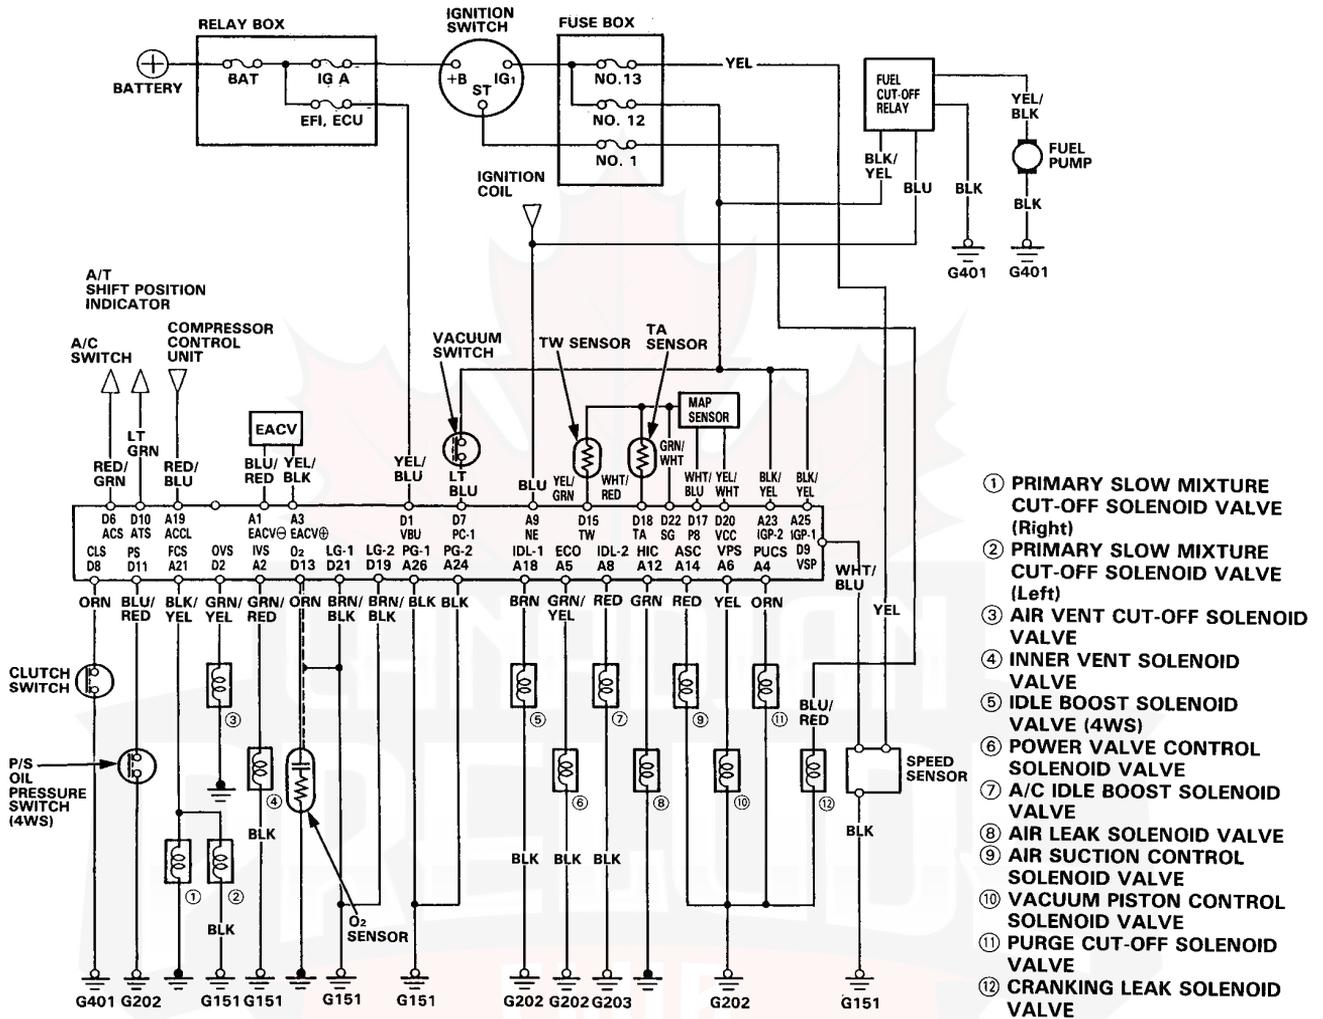 RELAY BOX
IGNITION
SWITCH
FUSE BOX
BATTERY
BAT
IG A
EFI, ECU
+B
IG1
ST
NO.13
NO. 12
NO. 1
YEL
FUEL
CUT-OFF
RELAY
YEL/
BLK
FUEL
PUMP
BLK/
YEL
BLU
BLK
BLK
G401
G401
IGNITION
COIL
A/T
SHIFT POSITION
INDICATOR
COMPRESSOR
CONTROL
UNIT
A/C
SWITCH
VACUUM
SWITCH
TW SENSOR
TA
SENSOR
MAP
SENSOR
EACV
LT
GRN
RED/
GRN
RED/
BLU
BLU/
RED
YEL/
BLK
YEL/
BLU
LT
BLU
BLU
YEL/
GRN
WHT/
RED
GRN/
WHT
WHT/
BLU
YEL/
WHT
BLK/
YEL
BLK/
YEL
D6 D10 A19 A1 A3 D1 D7 A9 D15 D18 D22 D17 D20 A23 A25
ACS ATS ACCL EACV⊖ EACV⊕ VBU PC-1 NE TW TA SG P8 VCC IGP-2 IGP-1
CLS PS FCS OVS IVS O2 LG-1 LG-2 PG-1 PG-2 IDL-1 ECO IDL-2 HIC ASC VPS PUCS D9
D8 D11 A21 D2 A2 D13 D21 D19 A26 A24 A18 A5 A8 A12 A14 A6 A4 VSP
ORN
BLU/
RED
BLK/
YEL
GRN/
YEL
GRN/
RED
ORN
BRN/
BLK
BRN/
BLK
BLK
BLK
BRN
GRN/
YEL
RED
GRN
RED
YEL
ORN
WHT/
BLU
YEL
CLUTCH
SWITCH
P/S
OIL
PRESSURE
SWITCH
(4WS)
③
④
①
②
⑤
⑥
⑦
⑧
⑨
⑩
⑪
⑫
BLU/
RED
SPEED
SENSOR
BLK
BLK
BLK
BLK
BLK
BLK
O2
SENSOR
G401 G202 G151 G151 G151 G151 G202 G202 G203 G202 G151
① PRIMARY SLOW MIXTURE
CUT-OFF SOLENOID VALVE
(Right)
② PRIMARY SLOW MIXTURE
CUT-OFF SOLENOID VALVE
(Left)
③ AIR VENT CUT-OFF SOLENOID
VALVE
④ INNER VENT SOLENOID
VALVE
⑤ IDLE BOOST SOLENOID
VALVE (4WS)
⑥ POWER VALVE CONTROL
SOLENOID VALVE
⑦ A/C IDLE BOOST SOLENOID
VALVE
⑧ AIR LEAK SOLENOID VALVE
⑨ AIR SUCTION CONTROL
SOLENOID VALVE
⑩ VACUUM PISTON CONTROL
SOLENOID VALVE
⑪ PURGE CUT-OFF SOLENOID
VALVE
⑫ CRANKING LEAK SOLENOID
VALVE
CANADIAN
PRELUDE